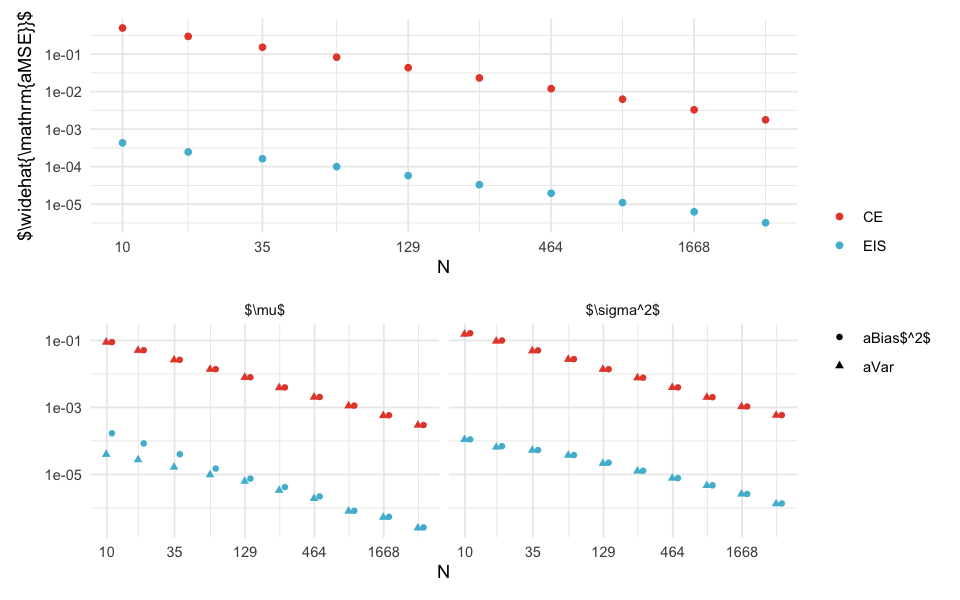 $\widehat{\mathrm{aMSE}}$
1e-01
1e-02
1e-03
1e-04
1e-05
10 35 129 464 1668
N
CE
EIS
$\mu$ $\sigma^2$
1e-01
1e-03
1e-05
10 35 129 464 1668 10 35 129 464 1668
N
aBias$^2$
aVar